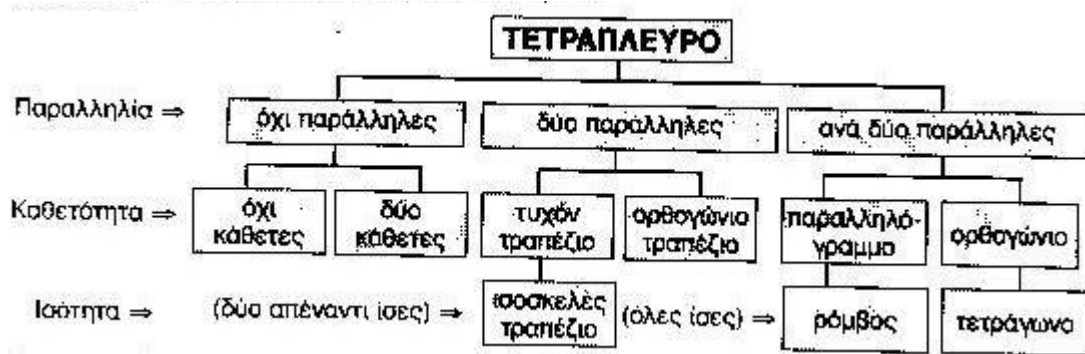 ΤΕΤΡΑΠΛΕΥΡΟ
Παραλληλία ⇒
όχι παράλληλες
δύο παράλληλες
ανά δύο παράλληλες
Καθετότητα ⇒
όχι
κάθετες
δύο
κάθετες
τυχόν
τραπέζιο
ορθογώνιο
τραπέζιο
παραλληλό-
γραμμο
ορθογώνιο
Ισότητα ⇒
(δύο απέναντι ίσες) ⇒
ισοσκελές
τραπέζιο
(όλες ίσες) ⇒
ρόμβος
τετράγωνο